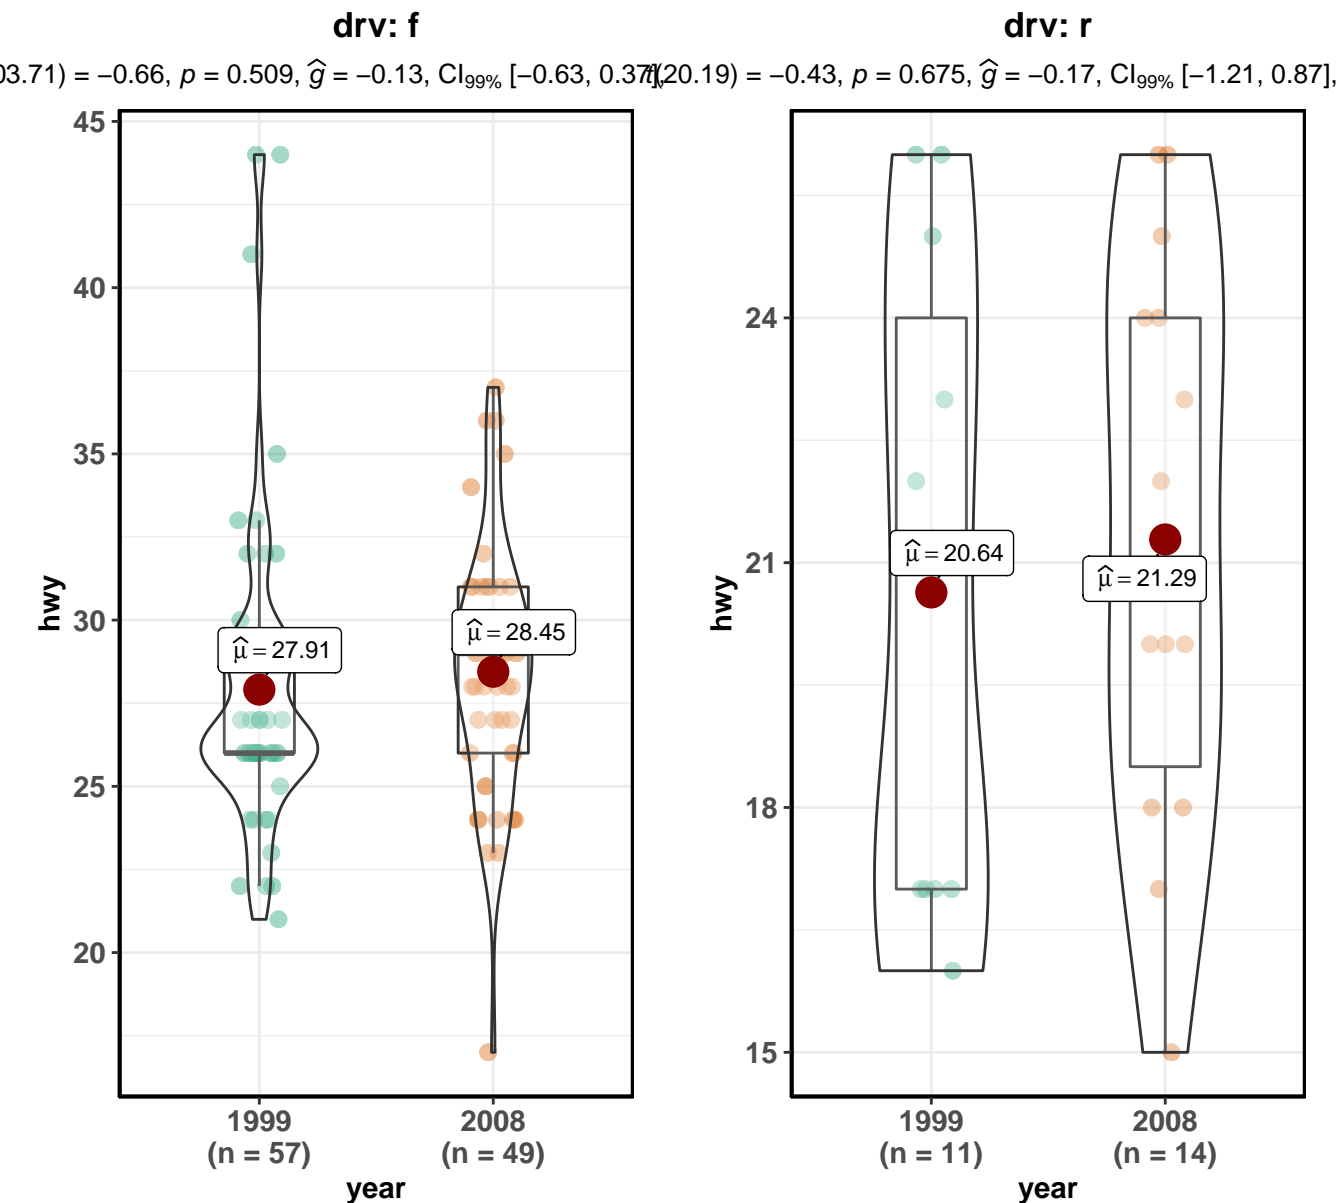 drv: f
03.71) = −0.66, p = 0.509, ĝ = −0.13, CI99% [−0.63, 0.37],
45
40
35
30
25
20
hwy
μ̂ = 27.91
μ̂ = 28.45
1999
(n = 57)
2008
(n = 49)
year
drv: r
t(20.19) = −0.43, p = 0.675, ĝ = −0.17, CI99% [−1.21, 0.87],
24
21
18
15
hwy
μ̂ = 20.64
μ̂ = 21.29
1999
(n = 11)
2008
(n = 14)
year